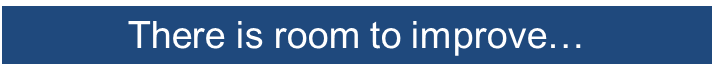 There is room to improve…